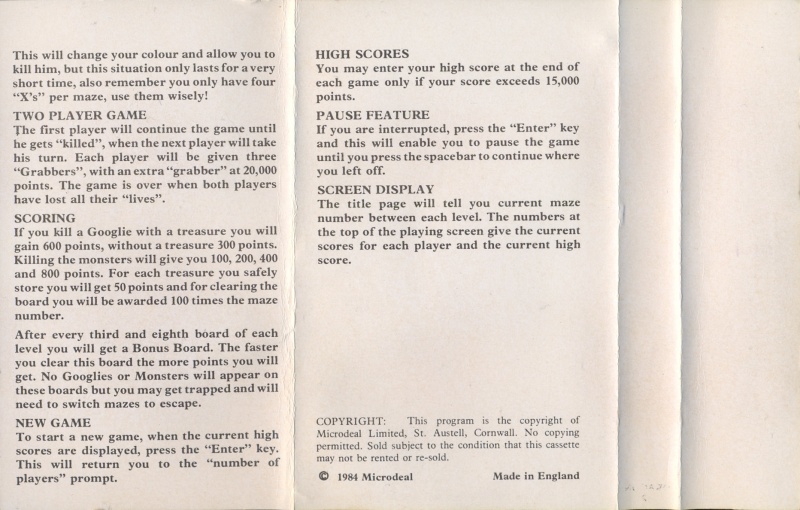 This will change your colour and allow you to
kill him, but this situation only lasts for a very
short time, also remember you only have four
“X's” per maze, use them wisely!
TWO PLAYER GAME
The first player will continue the game until
he gets “killed”, when the next player will take
his turn. Each player will be given three
“Grabbers”, with an extra “grabber” at 20,000
points. The game is over when both players
have lost all their “lives”.
SCORING
If you kill a Googlie with a treasure you will
gain 600 points, without a treasure 300 points.
Killing the monsters will give you 100, 200, 400
and 800 points. For each treasure you safely
store you will get 50 points and for clearing the
board you will be awarded 100 times the maze
number.
After every third and eighth board of each
level you will get a Bonus Board. The faster
you clear this board the more points you will
get. No Googlies or Monsters will appear on
these boards but you may get trapped and will
need to switch mazes to escape.
NEW GAME
To start a new game, when the current high
scores are displayed, press the “Enter” key.
This will return you to the “number of
players” prompt.
HIGH SCORES
You may enter your high score at the end of
each game only if your score exceeds 15,000
points.
PAUSE FEATURE
If you are interrupted, press the “Enter” key
and this will enable you to pause the game
until you press the spacebar to continue where
you left off.
SCREEN DISPLAY
The title page will tell you current maze
number between each level. The numbers at
the top of the playing screen give the current
scores for each player and the current high
score.
COPYRIGHT: This program is the copyright of
Microdeal Limited, St. Austell, Cornwall. No copying
permitted. Sold subject to the condition that this cassette
may not be rented or re-sold.
© 1984 Microdeal Made in England